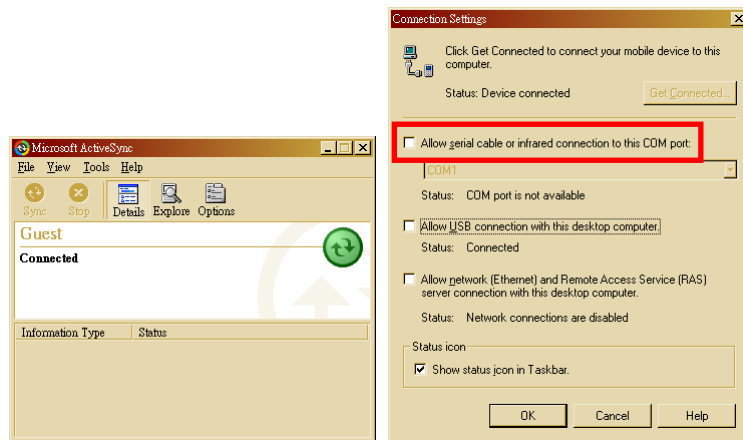 Microsoft ActiveSync
File View Tools Help
Sync Stop Details Explore Options
Guest
Connected
Information Type Status
Connection Settings
Click Get Connected to connect your mobile device to this
computer.
Status: Device connected
Get Connected...
Allow serial cable or infrared connection to this COM port:
COM1
Status: COM port is not available
Allow USB connection with this desktop computer.
Status: Connected
Allow network (Ethernet) and Remote Access Service (RAS)
server connection with this desktop computer.
Status: Network connections are disabled
Status icon
Show status icon in Taskbar.
OK Cancel Help